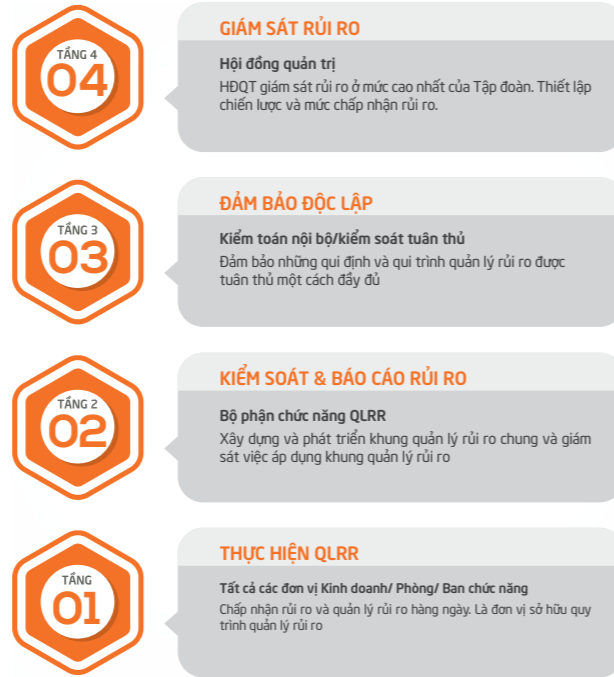 TẦNG 4
04
GIÁM SÁT RỦI RO
Hội đồng quản trị
HĐQT giám sát rủi ro ở mức cao nhất của Tập đoàn. Thiết lập
chiến lược và mức chấp nhận rủi ro.
TẦNG 3
03
ĐẢM BẢO ĐỘC LẬP
Kiểm toán nội bộ/kiểm soát tuân thủ
Đảm bảo những qui định và qui trình quản lý rủi ro được
tuân thủ một cách đầy đủ
TẦNG 2
02
KIỂM SOÁT & BÁO CÁO RỦI RO
Bộ phận chức năng QLRR
Xây dựng và phát triển khung quản lý rủi ro chung và giám
sát việc áp dụng khung quản lý rủi ro
TẦNG
01
THỰC HIỆN QLRR
Tất cả các đơn vị Kinh doanh/ Phòng/ Ban chức năng
Chấp nhận rủi ro và quản lý rủi ro hàng ngày. Là đơn vị sở hữu quy
trình quản lý rủi ro